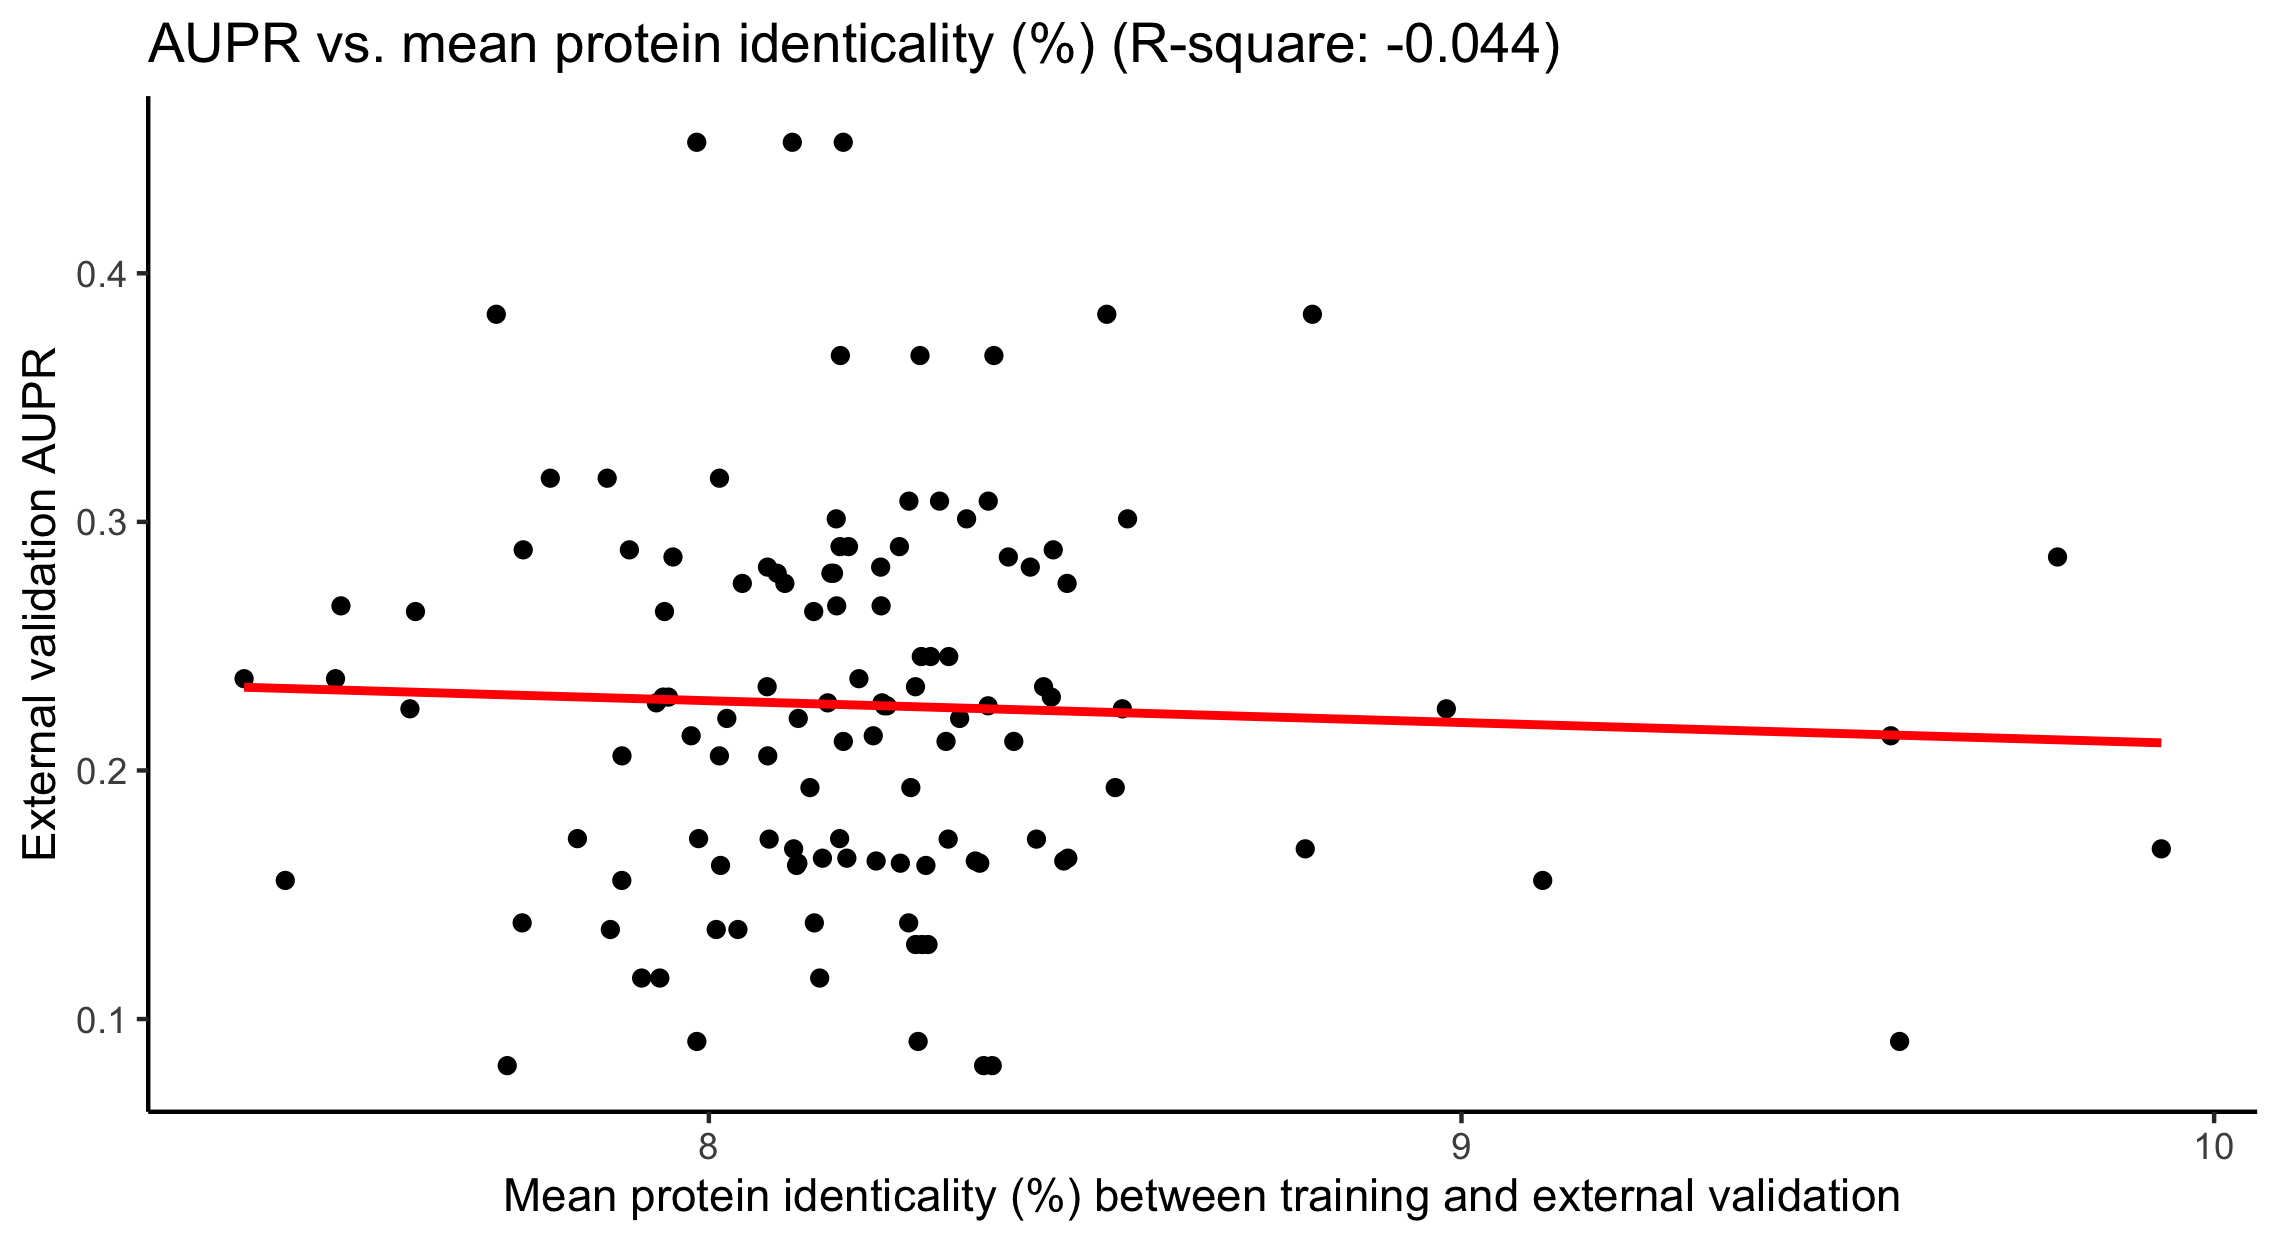 AUPR vs. mean protein identicality (%) (R-square: -0.044)
External validation AUPR
0.4
0.3
0.2
0.1
8 9 10
Mean protein identicality (%) between training and external validation